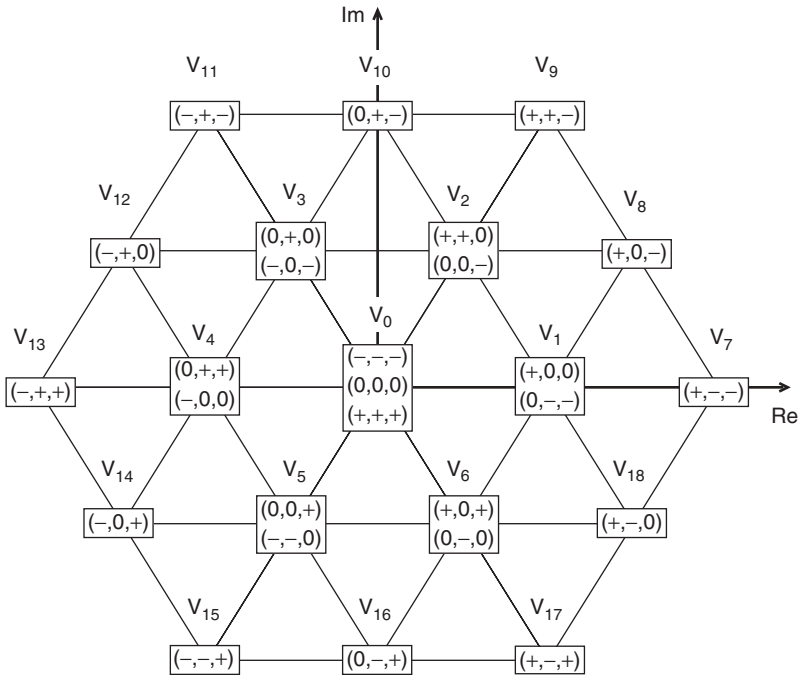 Im
V11 V10 V9
(−,+,−) (0,+,−) (+,+,−)
V12 V3 V2 V8
(−,+,0) (0,+,0) (+,+,0) (+,0,−)
(−,0,−) (0,0,−)
V0
V13 V4 V1 V7
(−,+,+) (0,+,+) (−,−,−) (+,0,0) (+,−,−)
(−,0,0) (0,0,0) (0,−,−)
(+,+,+)
Re
V14 V5 V6 V18
(−,0,+) (0,0,+) (+,0,+) (+,−,0)
(−,−,0) (0,−,0)
V15 V16 V17
(−,−,+) (0,−,+) (+,−,+)